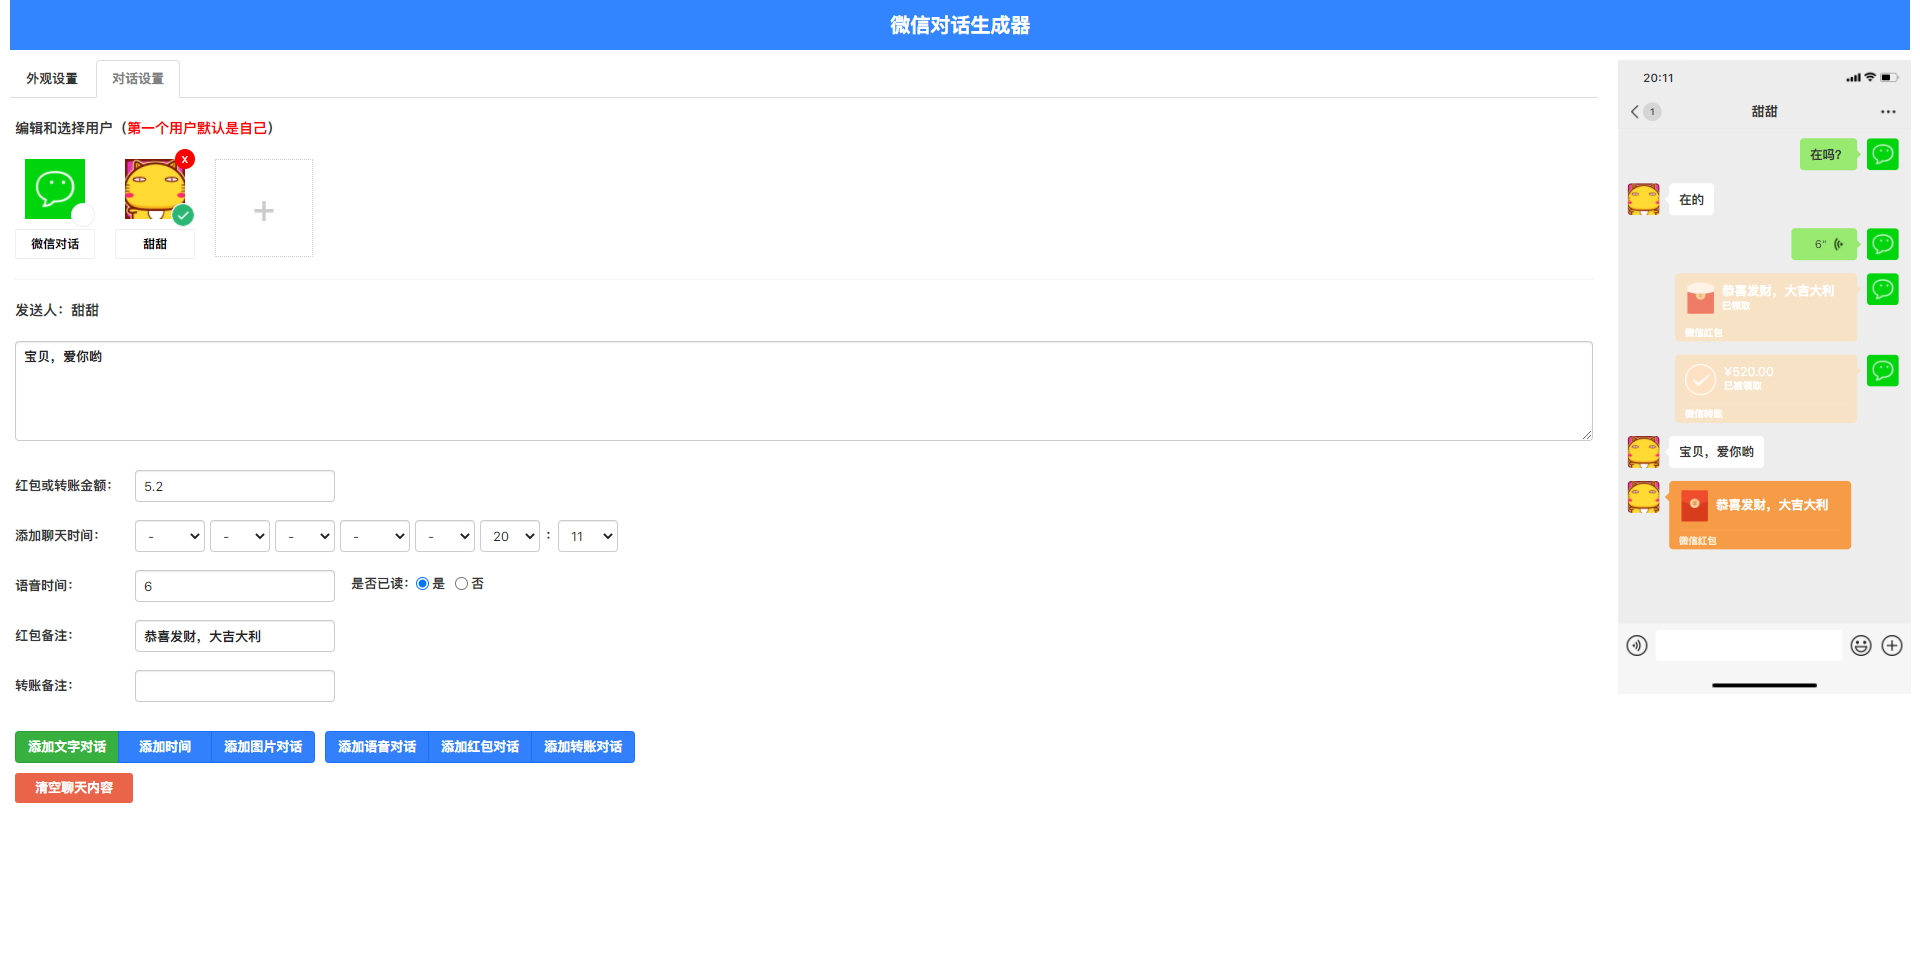 微信对话生成器
外观设置
对话设置
编辑和选择用户（第一个用户默认是自己）
x
微信对话
甜甜
+
发送人：甜甜
宝贝，爱你哟
红包或转账金额：
5.2
添加聊天时间：
- - - - - 20 : 11
语音时间：
6
是否已读： 是 否
红包备注：
恭喜发财，大吉大利
转账备注：
添加文字对话 添加时间 添加图片对话 添加语音对话 添加红包对话 添加转账对话
清空聊天内容
20:11
1
甜甜
在吗?
在的
6"
恭喜发财，大吉大利
已领取
微信红包
¥520.00
已被领取
微信转账
宝贝，爱你哟
恭喜发财，大吉大利
微信红包